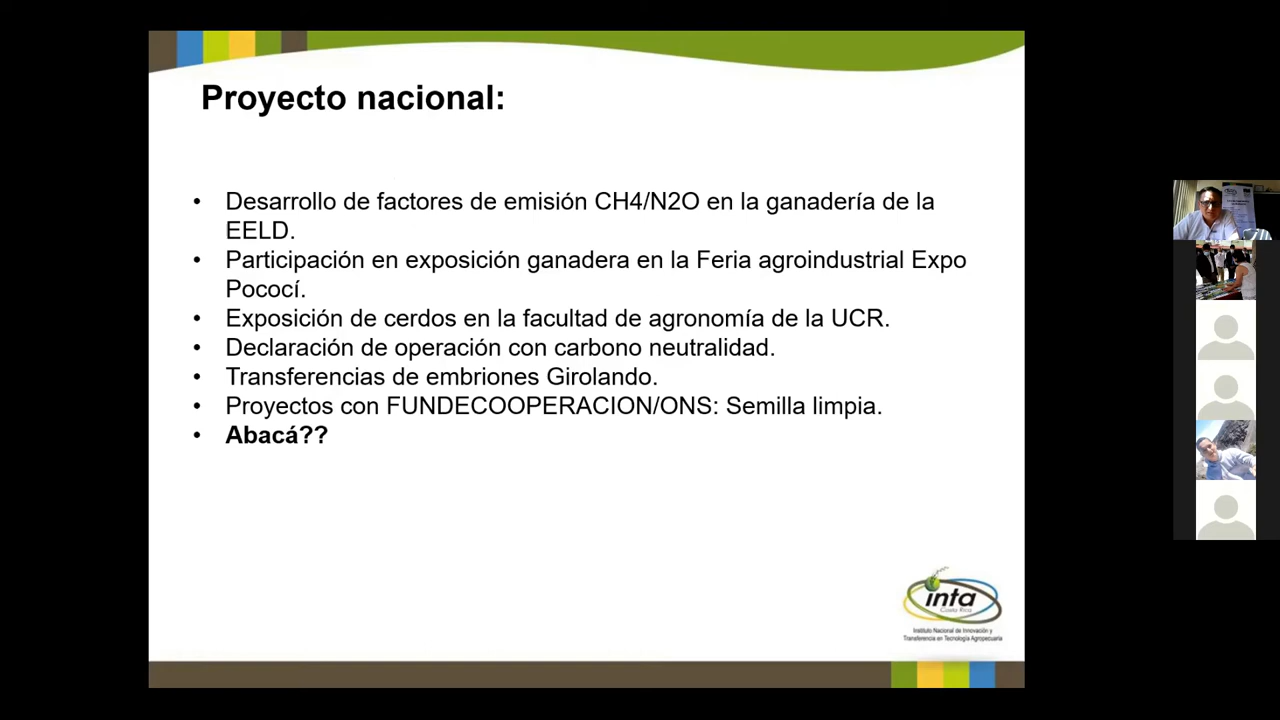 Proyecto nacional:
• Desarrollo de factores de emisión CH4/N2O en la ganadería de la
EELD.
• Participación en exposición ganadera en la Feria agroindustrial Expo
Pococí.
• Exposición de cerdos en la facultad de agronomía de la UCR.
• Declaración de operación con carbono neutralidad.
• Transferencias de embriones Girolando.
• Proyectos con FUNDECOOPERACION/ONS: Semilla limpia.
• Abacá??
inta
Costa Rica
Instituto Nacional de Innovación y
Transferencia en Tecnología Agropecuaria